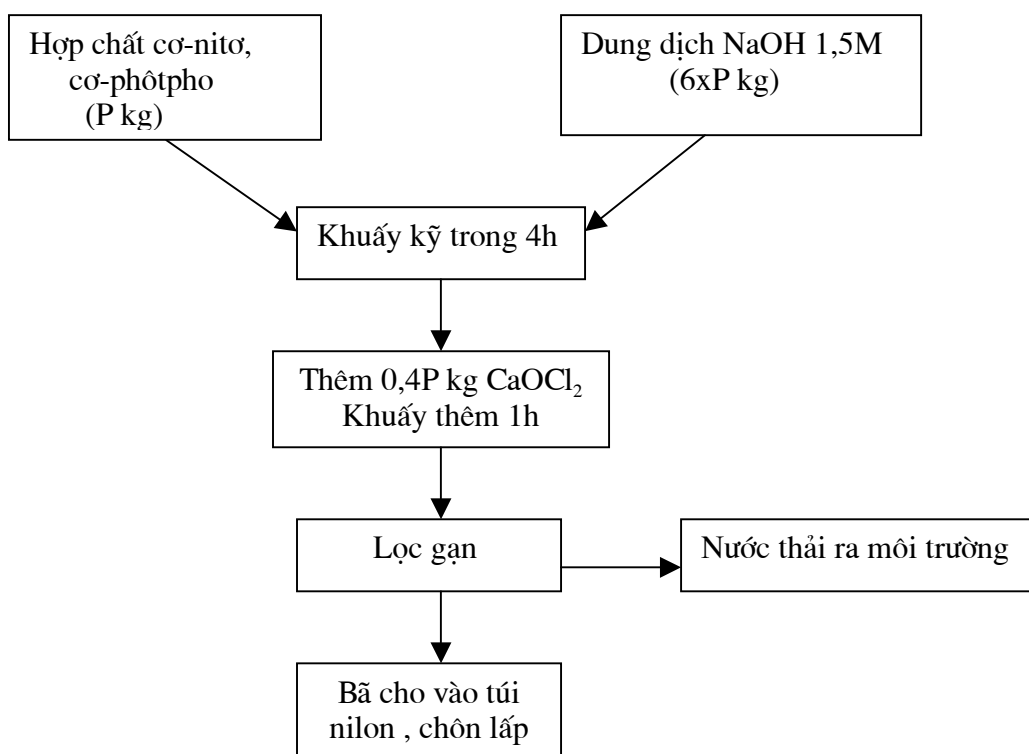 Hợp chất cơ-nitơ,
cơ-phôtpho
(P kg)
Dung dịch NaOH 1,5M
(6xP kg)
Khuấy kỹ trong 4h
Thêm 0,4P kg CaOCl₂
Khuấy thêm 1h
Lọc gạn
Nước thải ra môi trường
Bã cho vào túi
nilon , chôn lấp